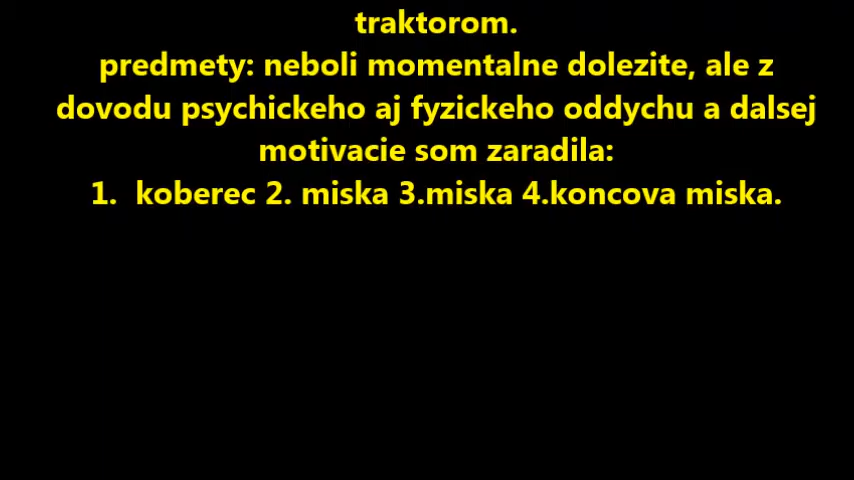 traktorom.
predmety: neboli momentalne dolezite, ale z
dovodu psychickeho aj fyzickeho oddychu a dalsej
motivacie som zaradila:
1.  koberec 2. miska 3.miska 4.koncova miska.